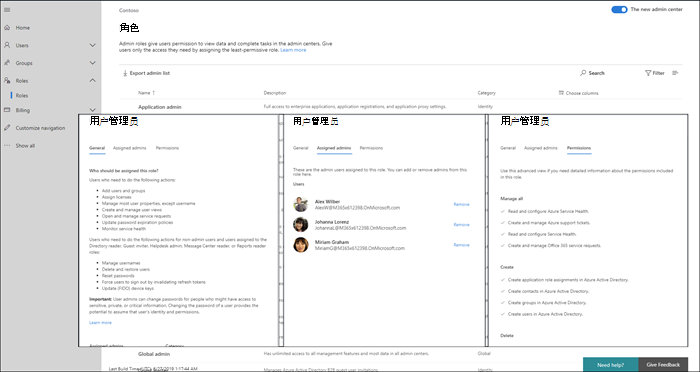 Contoso
The new admin center
Home
Users
Groups
Roles
Roles
Billing
Customize navigation
Show all
角色
Admin roles give users permission to view data and complete tasks in the admin centers. Give
users only the access they need by assigning the least-permissive role. Learn more
Export admin list
Search
Filter
Name ↑
Description
Category
Choose columns
Application admin
Full access to enterprise applications, application registrations, and application proxy settings.
Identity
用户管理员
General
Assigned admins
Permissions
Who should be assigned this role?
Users who need to do the following actions:
• Add users and groups
• Assign licenses
• Manage most user properties, except username
• Create and manage user views
• Open and manage service requests
• Update password expiration policies
• Monitor service health
Users who need to do the following actions for non-admin users and users assigned to the
Directory reader, Guest inviter, Helpdesk admin, Message Center reader, or Reports reader
roles:
• Manage usernames
• Delete and restore users
• Reset passwords
• Force users to sign out by invalidating refresh tokens
• Update (FIDO) device keys
Important: User admins can change passwords for people who might have access to
sensitive, private, or critical information. Changing the password of a user provides the
potential to assume that user's identity and permissions.
Learn more
Assigned admins
Category
用户管理员
General
Assigned admins
Permissions
These are the admin users assigned to this role. You can add or remove admins from this
role here.
Users
Alex Wilber
AlexW@M365x612398.OnMicrosoft.com
Remove
Johanna Lorenz
JohannaL@M365x612398.OnMicrosoft.com
Remove
Miriam Graham
MiriamG@M365x612398.OnMicrosoft.com
Remove
用户管理员
General
Assigned admins
Permissions
Use this advanced view if you need detailed information about the permissions included
in this role.
Manage all
Read and configure Azure Service Health.
Create and manage Azure support tickets.
Read and configure Service Health.
Create and manage Office 365 service requests.
Create
Create application role assignments in Azure Active Directory.
Create contacts in Azure Active Directory.
Create groups in Azure Active Directory.
Create users in Azure Active Directory.
Delete
Global admin
Has unlimited access to all management features and most data in all admin centers.
Global
Manages Azure Active Directory B2B guest user invitations.
Need help?
Give Feedback